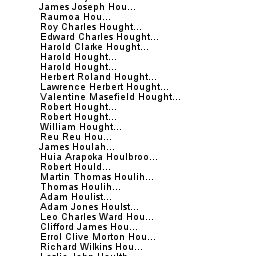 James Joseph Hou...
Raumoa Hou...
Roy Charles Hought...
Edward Charles Hought...
Harold Clarke Hought...
Harold Hought...
Harold Hought...
Herbert Roland Hought...
Lawrence Herbert Hought...
Valentine Masefield Hought...
Robert Hought...
Robert Hought...
William Hought...
Reu Reu Hou...
James Houlah...
Huia Arapoka Houlbroo...
Robert Hould...
Martin Thomas Houlih...
Thomas Houlih...
Adam Houlist...
Adam Jones Houlst...
Leo Charles Ward Hou...
Clifford James Hou...
Errol Clive Morton Hou...
Richard Wilkins Hou...